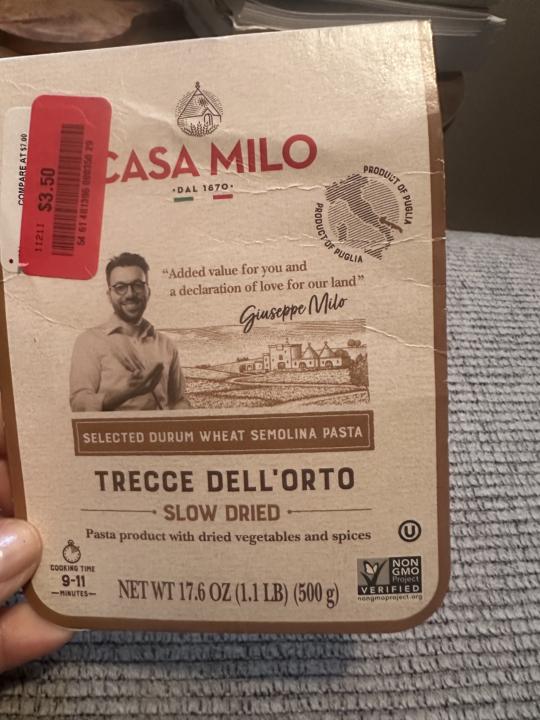 COMPARE AT $7.00
11211 $3.50
CASA MILO
·DAL 1670·
PRODUCT OF PUGLIA
PRODUCT OF PUGLIA
“Added value for you and
a declaration of love for our land”
Giuseppe Milo
SELECTED DURUM WHEAT SEMOLINA PASTA
TRECCE DELL'ORTO
SLOW DRIED
Pasta product with dried vegetables and spices
U
COOKING TIME
9-11
MINUTES
NET WT 17.6 OZ (1.1 LB) (500 g)
NON
GMO
Project
VERIFIED
nongmoproject.org